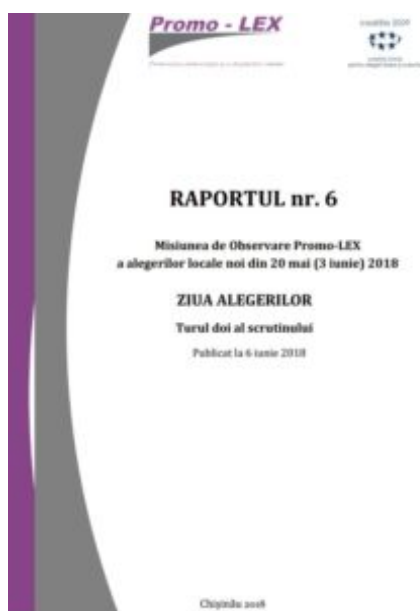 Promo - LEX
RAPORTUL nr. 6
Misiunea de Observare Promo-LEX
a alegerilor locale noi din 20 mai (3 iunie) 2018
ZIUA ALEGERILOR
Turul doi al scrutinului
Publicat la 6 iunie 2018
Chișinău 2018